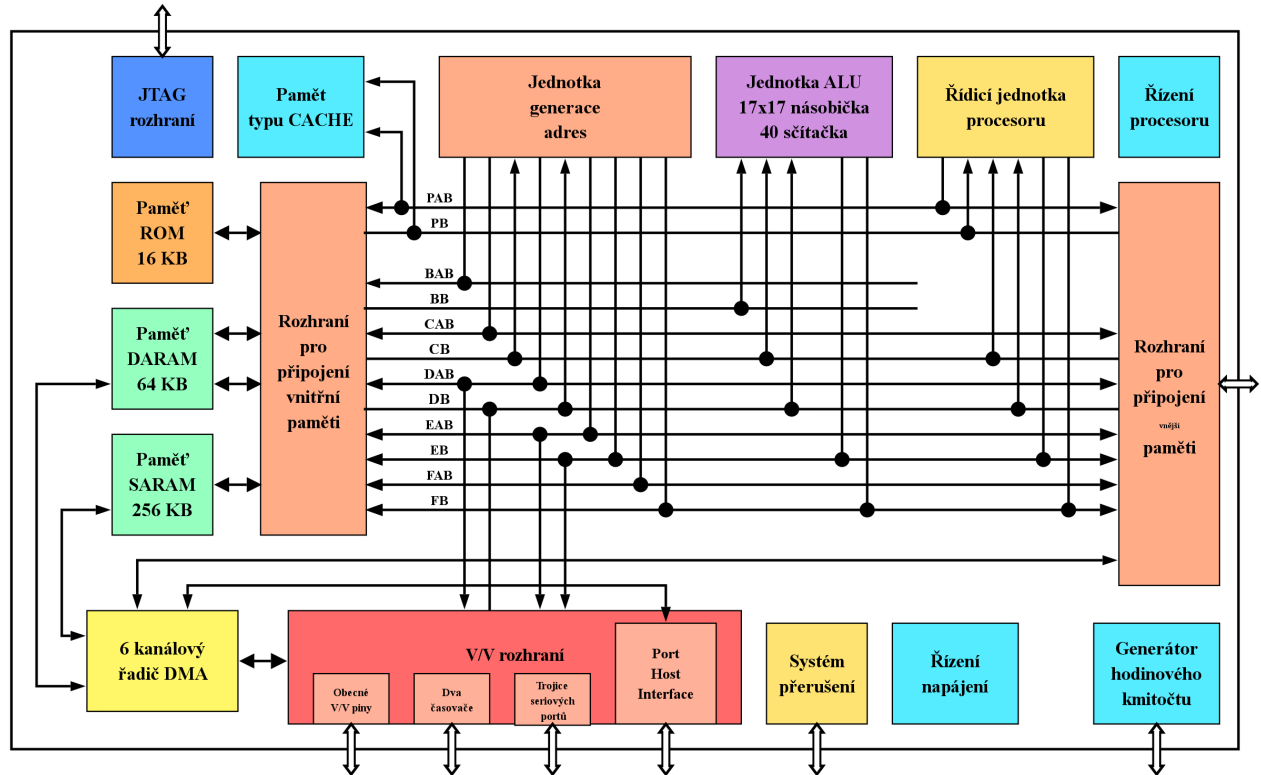 JTAG
rozhraní
Pamět
typu CACHE
Jednotka
generace
adres
Jednotka ALU
17x17 násobička
40 sčítačka
Řídicí jednotka
procesoru
Řízení
procesoru
Paměť
ROM
16 KB
Paměť
DARAM
64 KB
Paměť
SARAM
256 KB
Rozhraní
pro
připojení
vnitřní
paměti
PAB
PB
BAB
BB
CAB
CB
DAB
DB
EAB
EB
FAB
FB
Rozhraní
pro
připojení
vnější
paměti
6 kanálový
řadič DMA
V/V rozhraní
Obecné
V/V piny
Dva
časovače
Trojice
seriových
portů
Port
Host
Interface
Systém
přerušení
Řízení
napájení
Generátor
hodinového
kmitočtu